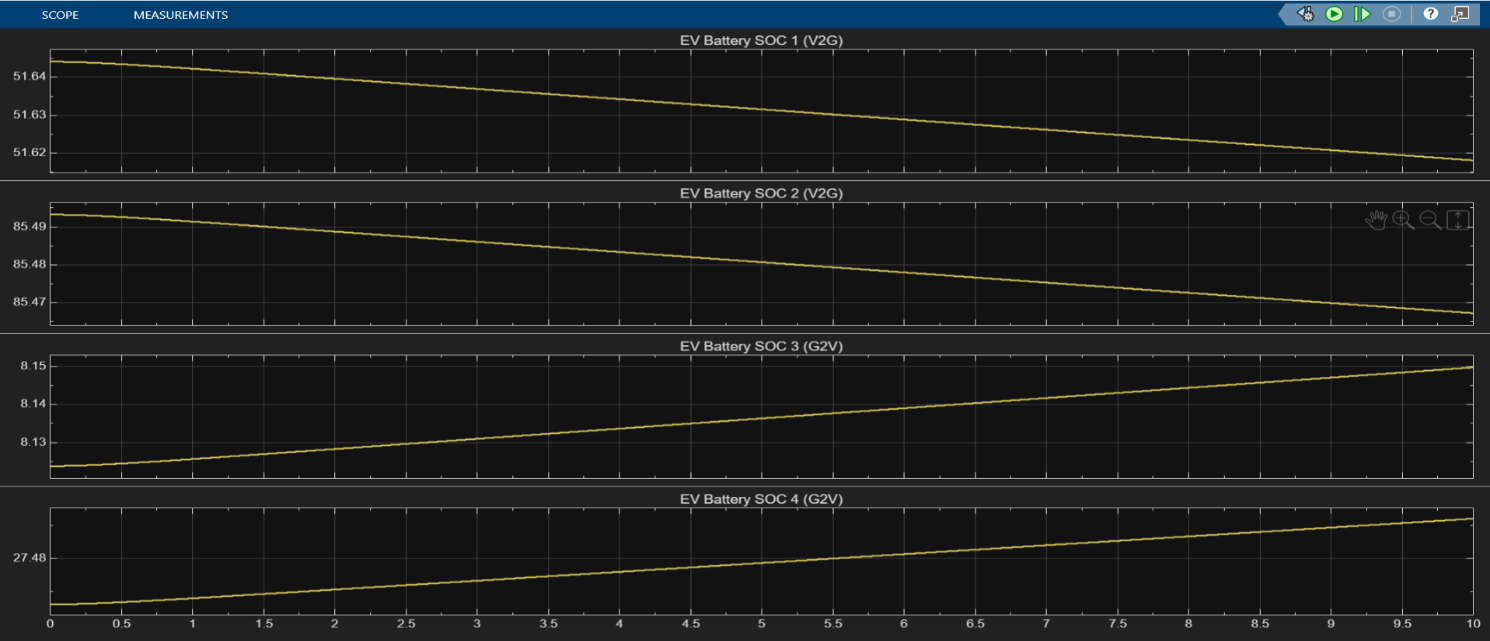 SCOPE MEASUREMENTS
EV Battery SOC 1 (V2G)
51.64
51.63
51.62
EV Battery SOC 2 (V2G)
85.49
85.48
85.47
EV Battery SOC 3 (G2V)
8.15
8.14
8.13
EV Battery SOC 4 (G2V)
27.48
0 0.5 1 1.5 2 2.5 3 3.5 4 4.5 5 5.5 6 6.5 7 7.5 8 8.5 9 9.5 10